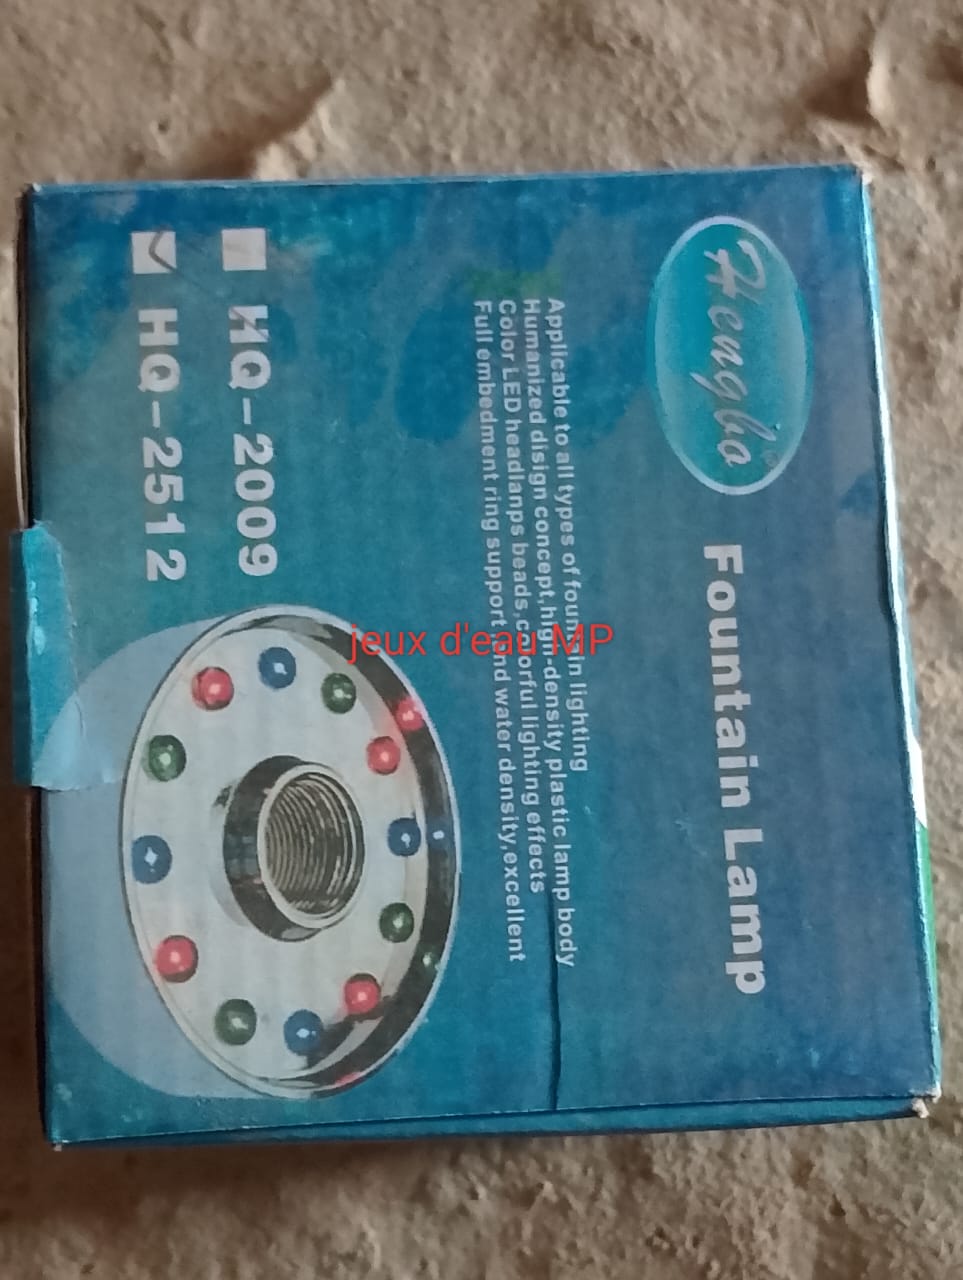 Hengbo
®
Fountain Lamp
Applicable to all types of fountain lighting
Humanized disign concept,high-density plastic lamp body
Color LED headlanps beads,colorful lighting effects
Full embedment ring support and water density,excellent
HQ-2009
HQ-2512
jeux d'eau MP